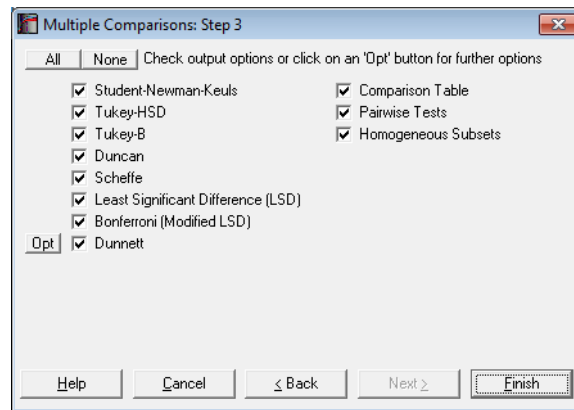 Multiple Comparisons: Step 3
All None Check output options or click on an 'Opt' button for further options
Student-Newman-Keuls
Tukey-HSD
Tukey-B
Duncan
Scheffe
Least Significant Difference (LSD)
Bonferroni (Modified LSD)
Opt Dunnett
Comparison Table
Pairwise Tests
Homogeneous Subsets
Help Cancel < Back Next > Finish